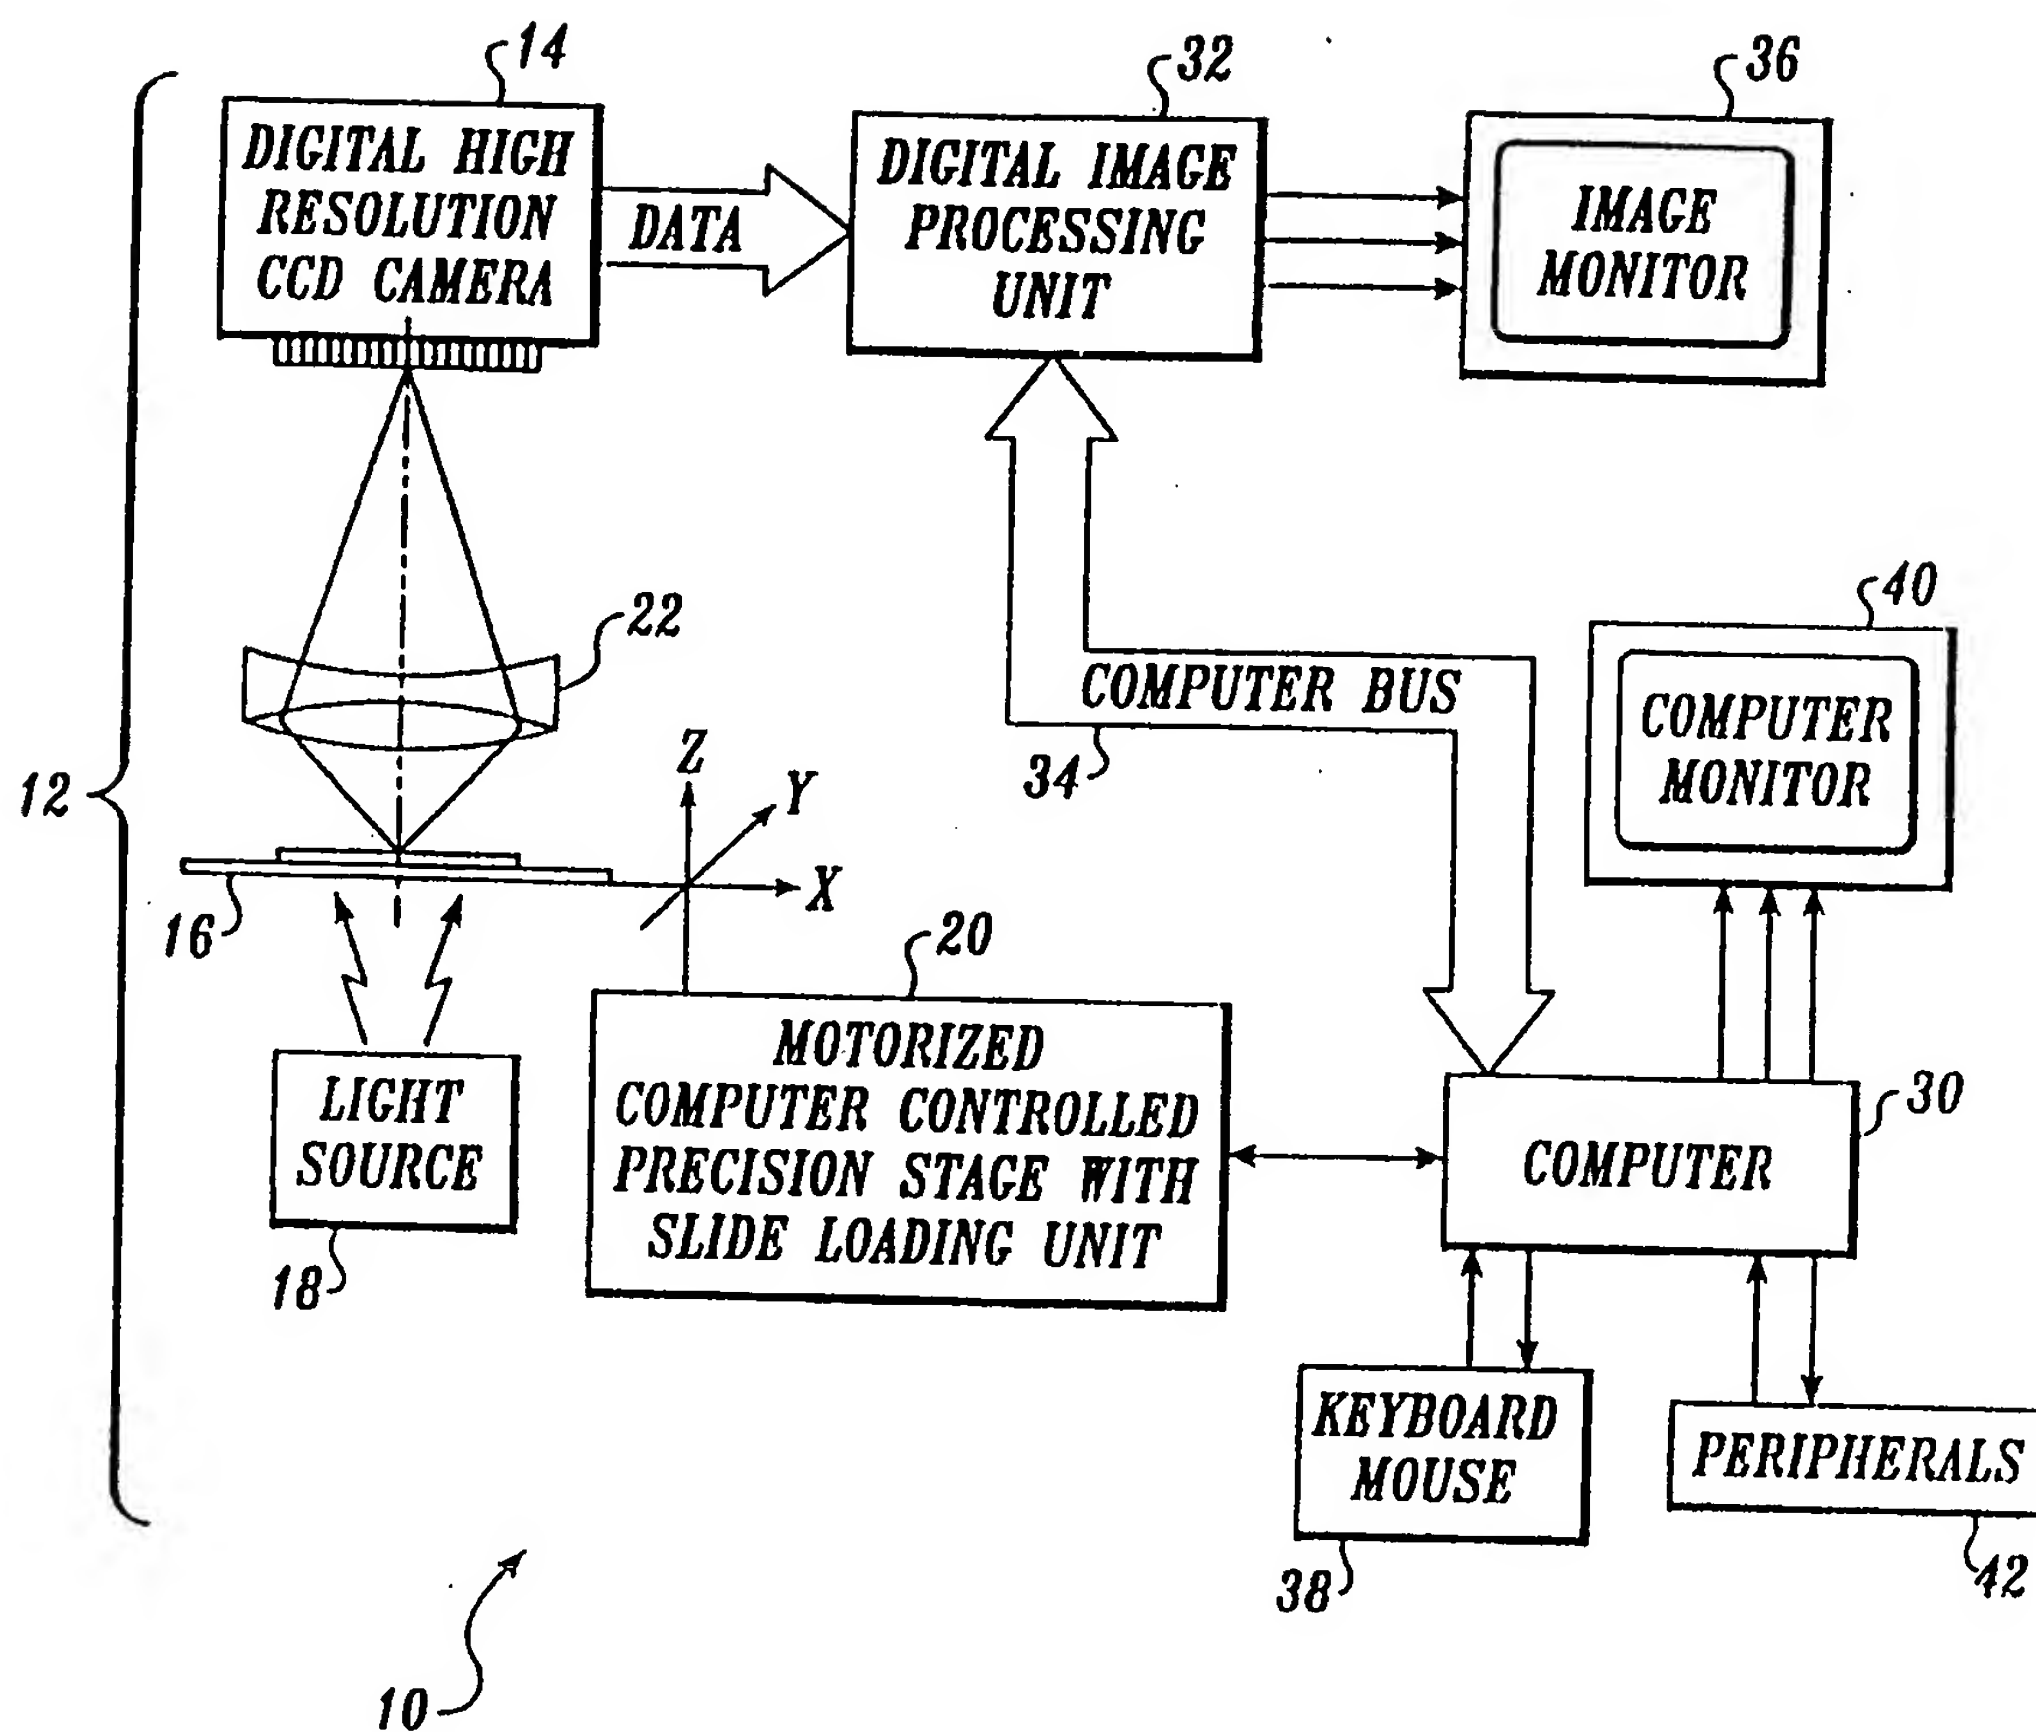 14
DIGITAL HIGH
RESOLUTION
CCD CAMERA
DATA
32
DIGITAL IMAGE
PROCESSING
UNIT
36
IMAGE
MONITOR
22
12
Z
Y
X
16
COMPUTER BUS
34
40
COMPUTER
MONITOR
20
MOTORIZED
COMPUTER CONTROLLED
PRECISION STAGE WITH
SLIDE LOADING UNIT
LIGHT
SOURCE
18
30
COMPUTER
KEYBOARD
MOUSE
38
PERIPHERALS
42
10